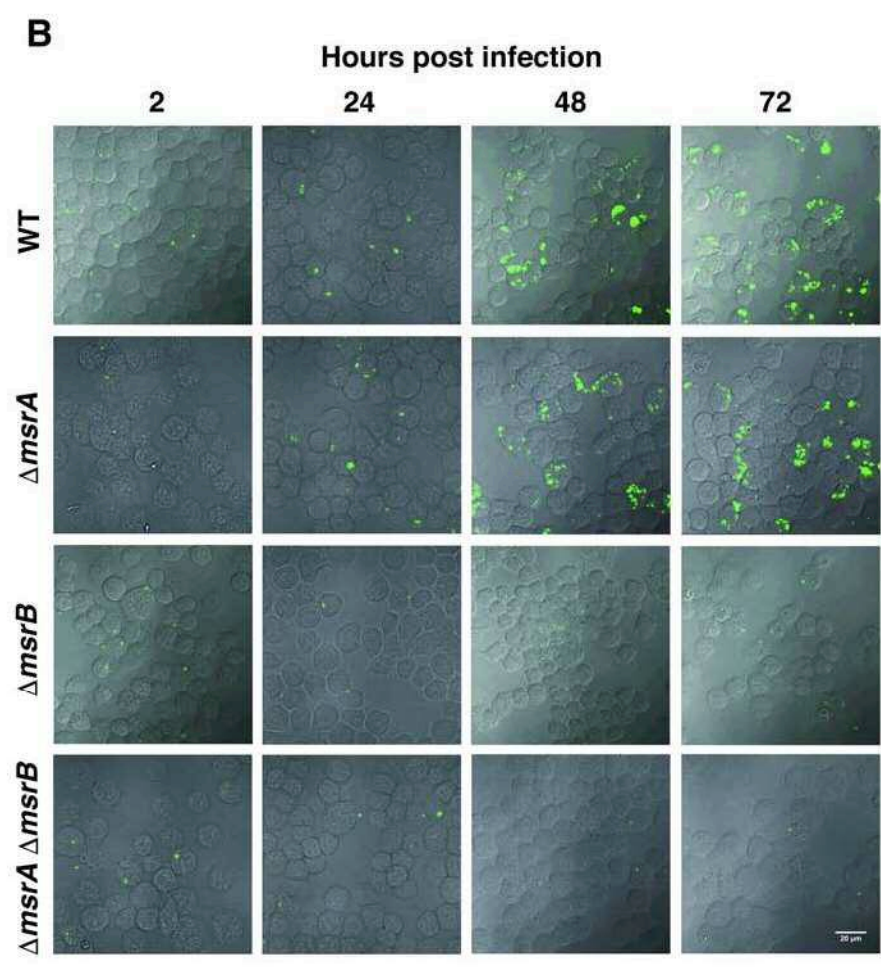 B
Hours post infection
2 24 48 72
WT
ΔmsrA
ΔmsrB
ΔmsrA ΔmsrB
20 µm